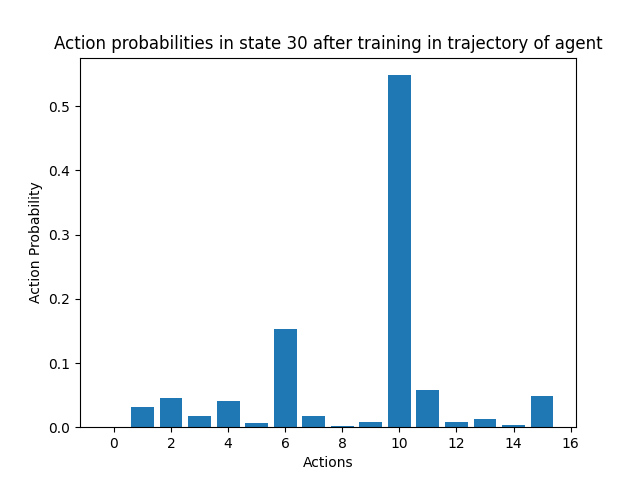 Action probabilities in state 30 after training in trajectory of agent
0.5
0.4
0.3
0.2
0.1
0.0
Action Probability
0 2 4 6 8 10 12 14 16
Actions